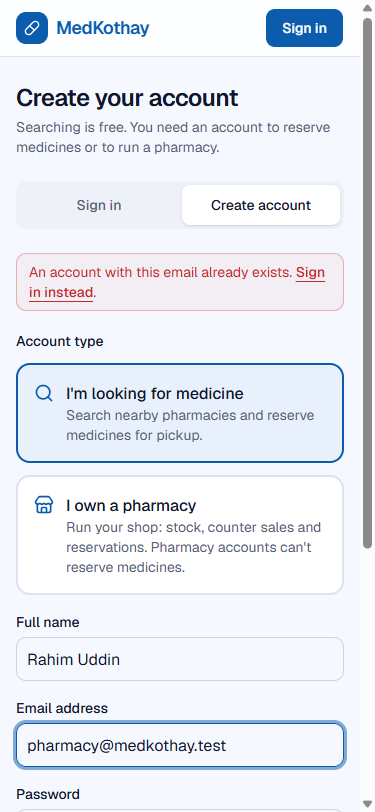 MedKothay
Sign in
Create your account
Searching is free. You need an account to reserve
medicines or to run a pharmacy.
Sign in
Create account
An account with this email already exists. Sign
in instead.
Account type
I'm looking for medicine
Search nearby pharmacies and reserve
medicines for pickup.
I own a pharmacy
Run your shop: stock, counter sales and
reservations. Pharmacy accounts can't
reserve medicines.
Full name
Rahim Uddin
Email address
pharmacy@medkothay.test
Password